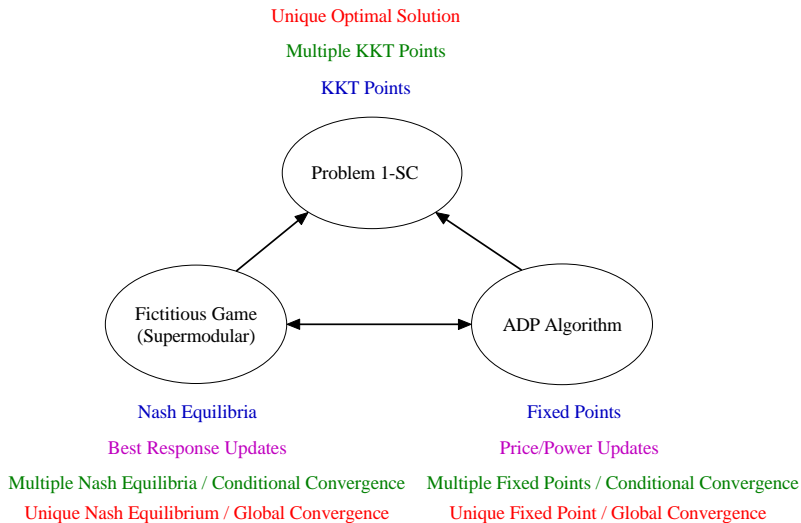 Unique Optimal Solution
Multiple KKT Points
KKT Points
Problem 1-SC
Fictitious Game
(Supermodular)
ADP Algorithm
Nash Equilibria
Fixed Points
Best Response Updates
Price/Power Updates
Multiple Nash Equilibria / Conditional Convergence
Multiple Fixed Points / Conditional Convergence
Unique Nash Equilibrium / Global Convergence
Unique Fixed Point / Global Convergence